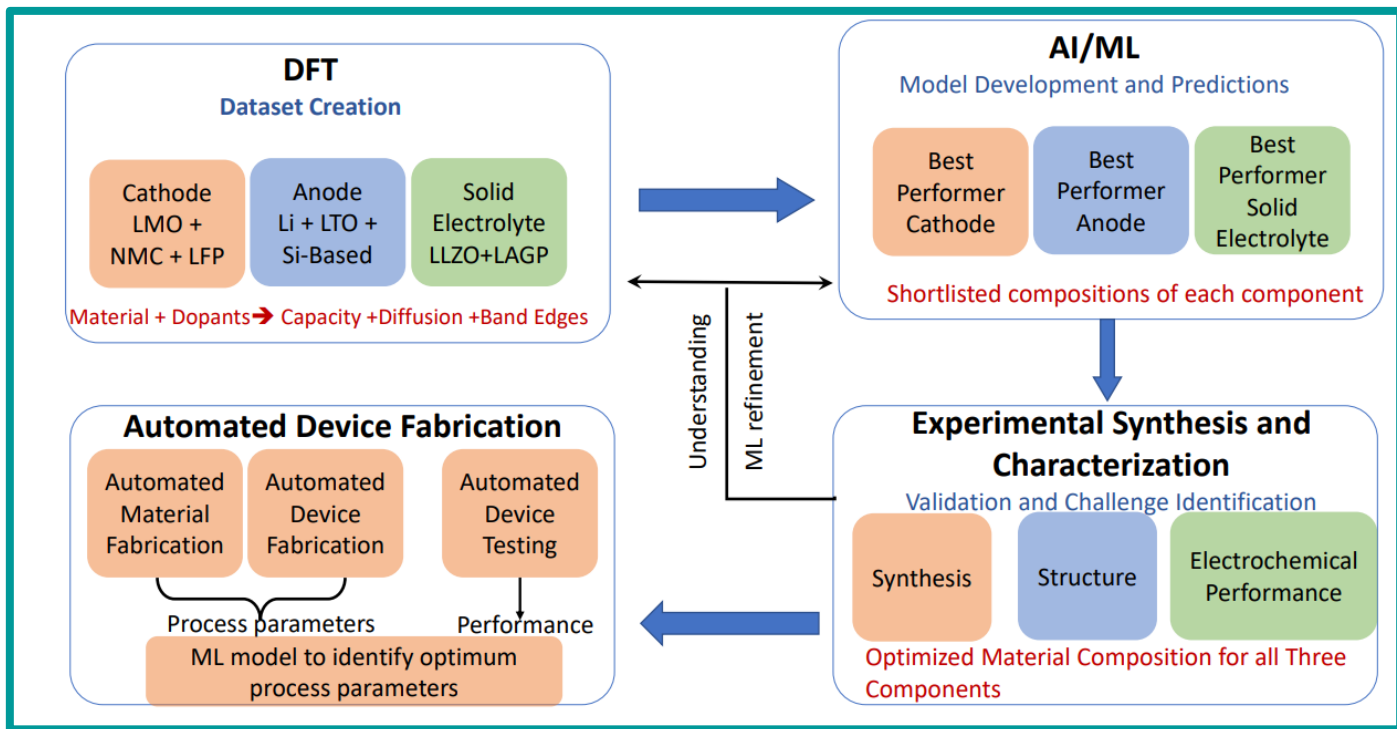 DFT
Dataset Creation
Cathode
LMO +
NMC + LFP
Anode
Li + LTO +
Si-Based
Solid
Electrolyte
LLZO+LAGP
Material + Dopants➔ Capacity +Diffusion +Band Edges
AI/ML
Model Development and Predictions
Best
Performer
Cathode
Best
Performer
Anode
Best
Performer
Solid
Electrolyte
Shortlisted compositions of each component
Understanding
ML refinement
Experimental Synthesis and
Characterization
Validation and Challenge Identification
Synthesis
Structure
Electrochemical
Performance
Optimized Material Composition for all Three
Components
Automated Device Fabrication
Automated
Material
Fabrication
Automated
Device
Fabrication
Automated
Device
Testing
Process parameters
Performance
ML model to identify optimum
process parameters